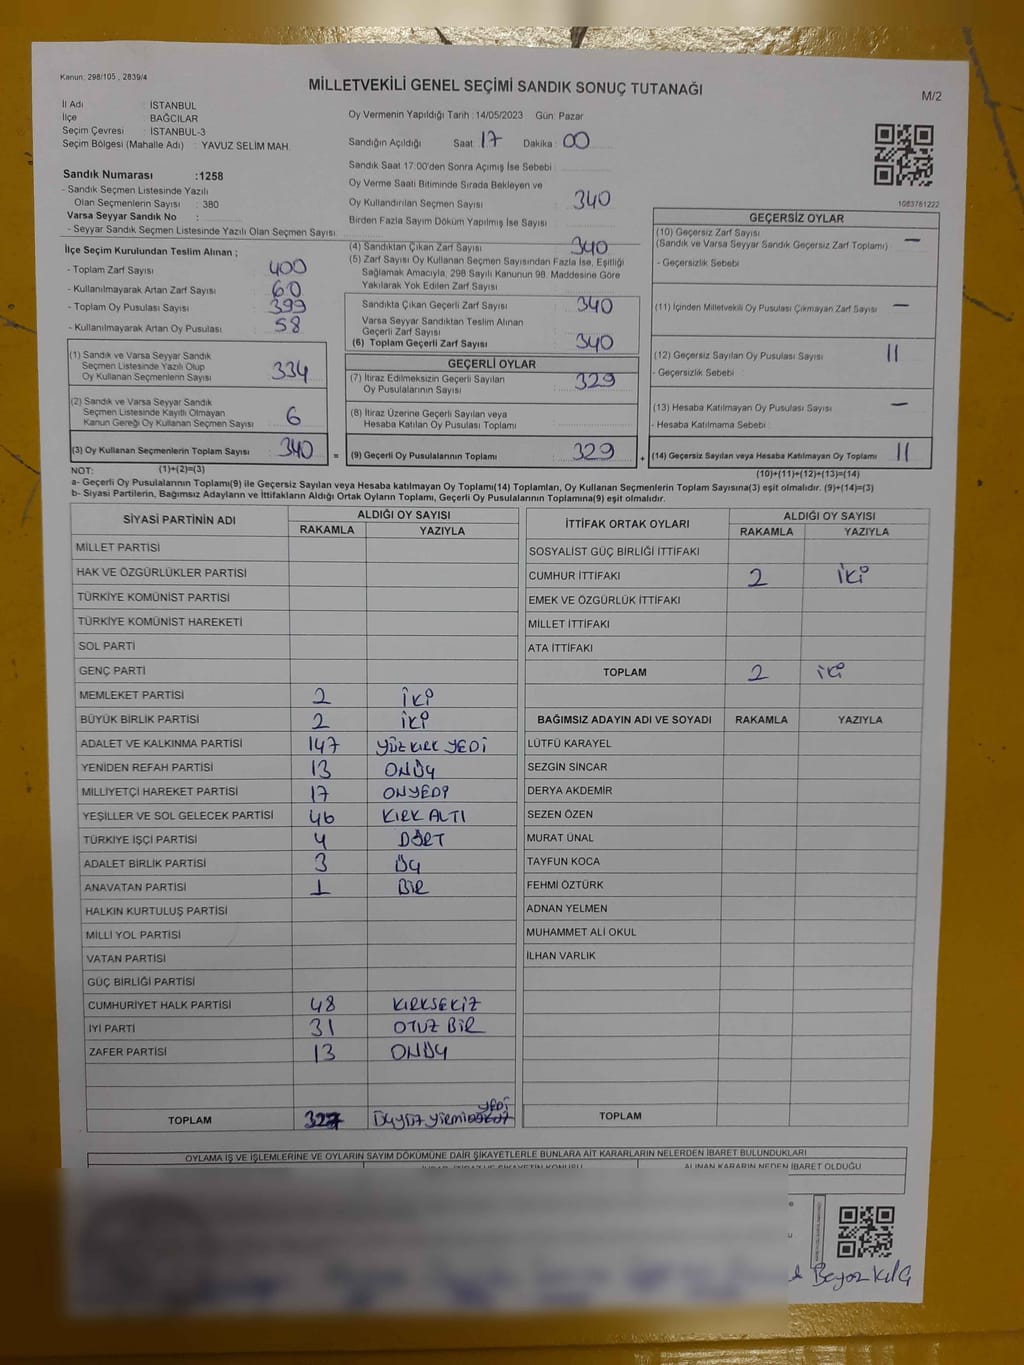 Kanun: 298/105 , 2839/4
MİLLETVEKİLİ GENEL SEÇİMİ SANDIK SONUÇ TUTANAĞI
M/2
İl Adı : İSTANBUL
İlçe : BAĞCILAR
Seçim Çevresi : İSTANBUL-3
Seçim Bölgesi (Mahalle Adı) : YAVUZ SELİM MAH.
Oy Vermenin Yapıldığı Tarih : 14/05/2023 Gün: Pazar
Sandığın Açıldığı Saat : 17 Dakika : 00
Sandık Saat 17:00'den Sonra Açımış İse Sebebi :
Oy Verme Saati Bitiminde Sırada Bekleyen ve
Oy Kullandırılan Seçmen Sayısı : 340
Birden Fazla Sayım Döküm Yapılmış İse Sayısı :
1083781222
Sandık Numarası :1258
- Sandık Seçmen Listesinde Yazılı
Olan Seçmenlerin Sayısı : 380
Varsa Seyyar Sandık No :
- Seyyar Sandık Seçmen Listesinde Yazılı Olan Seçmen Sayısı :
İlçe Seçim Kurulundan Teslim Alınan ;
- Toplam Zarf Sayısı : 400
- Kullanılmayarak Artan Zarf Sayısı : 60
- Toplam Oy Pusulası Sayısı : 399
- Kullanılmayarak Artan Oy Pusulası : 58
(1) Sandık ve Varsa Seyyar Sandık
Seçmen Listesinde Yazılı Olup
Oy Kullanan Seçmenlerin Sayısı : 334
(2) Sandık ve Varsa Seyyar Sandık
Seçmen Listesinde Kayıtlı Olmayan
Kanun Gereği Oy Kullanan Seçmen Sayısı : 6
(3) Oy Kullanan Seçmenlerin Toplam Sayısı : 340
(4) Sandıktan Çıkan Zarf Sayısı : 340
(5) Zarf Sayısı Oy Kullanan Seçmen Sayısından Fazla İse, Eşitliği
Sağlamak Amacıyla, 298 Sayılı Kanunun 98. Maddesine Göre
Yakılarak Yok Edilen Zarf Sayısı :
Sandıkta Çıkan Geçerli Zarf Sayısı : 340
Varsa Seyyar Sandıktan Teslim Alınan
Geçerli Zarf Sayısı :
(6) Toplam Geçerli Zarf Sayısı : 340
GEÇERLİ OYLAR
(7) İtiraz Edilmeksizin Geçerli Sayılan
Oy Pusulalarının Sayısı : 329
(8) İtiraz Üzerine Geçerli Sayılan veya
Hesaba Katılan Oy Pusulası Toplamı :
= (9) Geçerli Oy Pusulalarının Toplamı : 329 +
GEÇERSİZ OYLAR
(10) Geçersiz Zarf Sayısı : —
(Sandık ve Varsa Seyyar Sandık Geçersiz Zarf Toplamı)
- Geçersizlik Sebebi :
(11) İçinden Milletvekili Oy Pusulası Çıkmayan Zarf Sayısı : —
(12) Geçersiz Sayılan Oy Pusulası Sayısı : 11
- Geçersizlik Sebebi :
(13) Hesaba Katılmayan Oy Pusulası Sayısı : —
- Hesaba Katılmama Sebebi :
(14) Geçersiz Sayılan veya Hesaba Katılmayan Oy Toplamı : 11
NOT: (1)+(2)=(3) (10)+(11)+(12)+(13)=(14)
a- Geçerli Oy Pusulalarının Toplamı(9) ile Geçersiz Sayılan veya Hesaba katılmayan Oy Toplamı(14) Toplamları, Oy Kullanan Seçmenlerin Toplam Sayısına(3) eşit olmalıdır. (9)+(14)=(3)
b- Siyasi Partilerin, Bağımsız Adayların ve İttifakların Aldığı Ortak Oyların Toplamı, Geçerli Oy Pusulalarının Toplamına(9) eşit olmalıdır.
SİYASİ PARTİNİN ADI ALDIĞI OY SAYISI
RAKAMLA YAZIYLA
MİLLET PARTİSİ
HAK VE ÖZGÜRLÜKLER PARTİSİ
TÜRKİYE KOMÜNİST PARTİSİ
TÜRKİYE KOMÜNİST HAREKETİ
SOL PARTİ
GENÇ PARTİ
MEMLEKET PARTİSİ 2 İKİ
BÜYÜK BİRLİK PARTİSİ 2 İKİ
ADALET VE KALKINMA PARTİSİ 147 YÜZ KIRK YEDİ
YENİDEN REFAH PARTİSİ 13 ONÜÇ
MİLLİYETÇİ HAREKET PARTİSİ 17 ONYEDİ
YEŞİLLER VE SOL GELECEK PARTİSİ 46 KIRK ALTI
TÜRKİYE İŞÇİ PARTİSİ 4 DÖRT
ADALET BİRLİK PARTİSİ 3 ÜÇ
ANAVATAN PARTİSİ 1 BİR
HALKIN KURTULUŞ PARTİSİ
MİLLİ YOL PARTİSİ
VATAN PARTİSİ
GÜÇ BİRLİĞİ PARTİSİ
CUMHURİYET HALK PARTİSİ 48 KIRKSEKİZ
İYİ PARTİ 31 OTUZ BİR
ZAFER PARTİSİ 13 ONÜÇ
TOPLAM 327 ÜÇYÜZ YİRMİ YEDİ
İTTİFAK ORTAK OYLARI ALDIĞI OY SAYISI
RAKAMLA YAZIYLA
SOSYALİST GÜÇ BİRLİĞİ İTTİFAKI
CUMHUR İTTİFAKI 2 İKİ
EMEK VE ÖZGÜRLÜK İTTİFAKI
MİLLET İTTİFAKI
ATA İTTİFAKI
TOPLAM 2 İKİ
BAĞIMSIZ ADAYIN ADI VE SOYADI RAKAMLA YAZIYLA
LÜTFÜ KARAYEL
SEZGİN SİNCAR
DERYA AKDEMİR
SEZEN ÖZEN
MURAT ÜNAL
TAYFUN KOCA
FEHMİ ÖZTÜRK
ADNAN YELMEN
MUHAMMET ALİ OKUL
İLHAN VARLIK
TOPLAM
OYLAMA İŞ VE İŞLEMLERİNE VE OYLARIN SAYIM DÖKÜMÜNE DAİR ŞİKAYETLERLE BUNLARA AİT KARARLARIN NELERDEN İBARET BULUNDUKLARI
ALINAN KARARIN NEDEN İBARET OLDUĞU